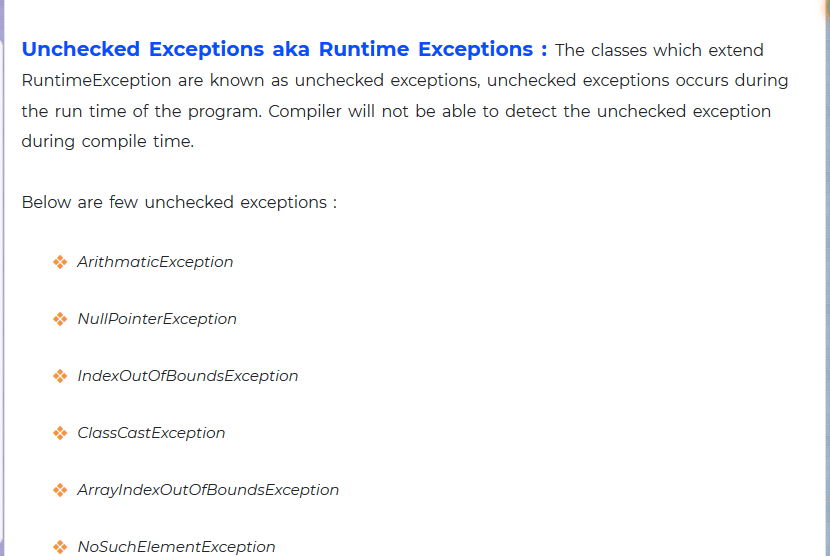 Unchecked Exceptions aka Runtime Exceptions : The classes which extend
RuntimeException are known as unchecked exceptions, unchecked exceptions occurs during
the run time of the program. Compiler will not be able to detect the unchecked exception
during compile time.
Below are few unchecked exceptions :
ArithmaticException
NullPointerException
IndexOutOfBoundsException
ClassCastException
ArrayIndexOutOfBoundsException
NoSuchElementException